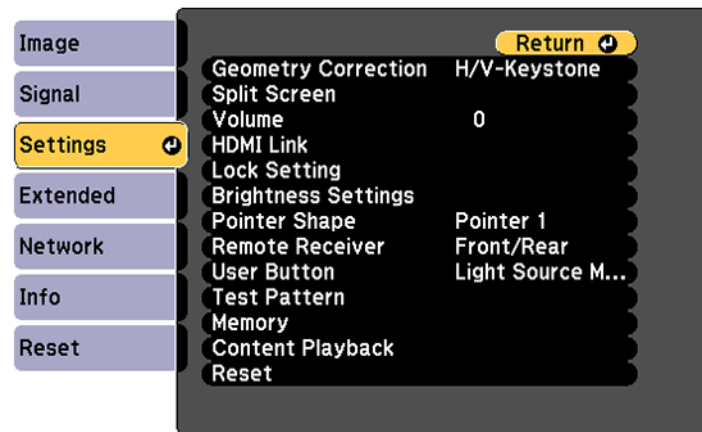 Image
Signal
Settings
Extended
Network
Info
Reset
Return
Geometry Correction H/V-Keystone
Split Screen
Volume 0
HDMI Link
Lock Setting
Brightness Settings
Pointer Shape Pointer 1
Remote Receiver Front/Rear
User Button Light Source M...
Test Pattern
Memory
Content Playback
Reset